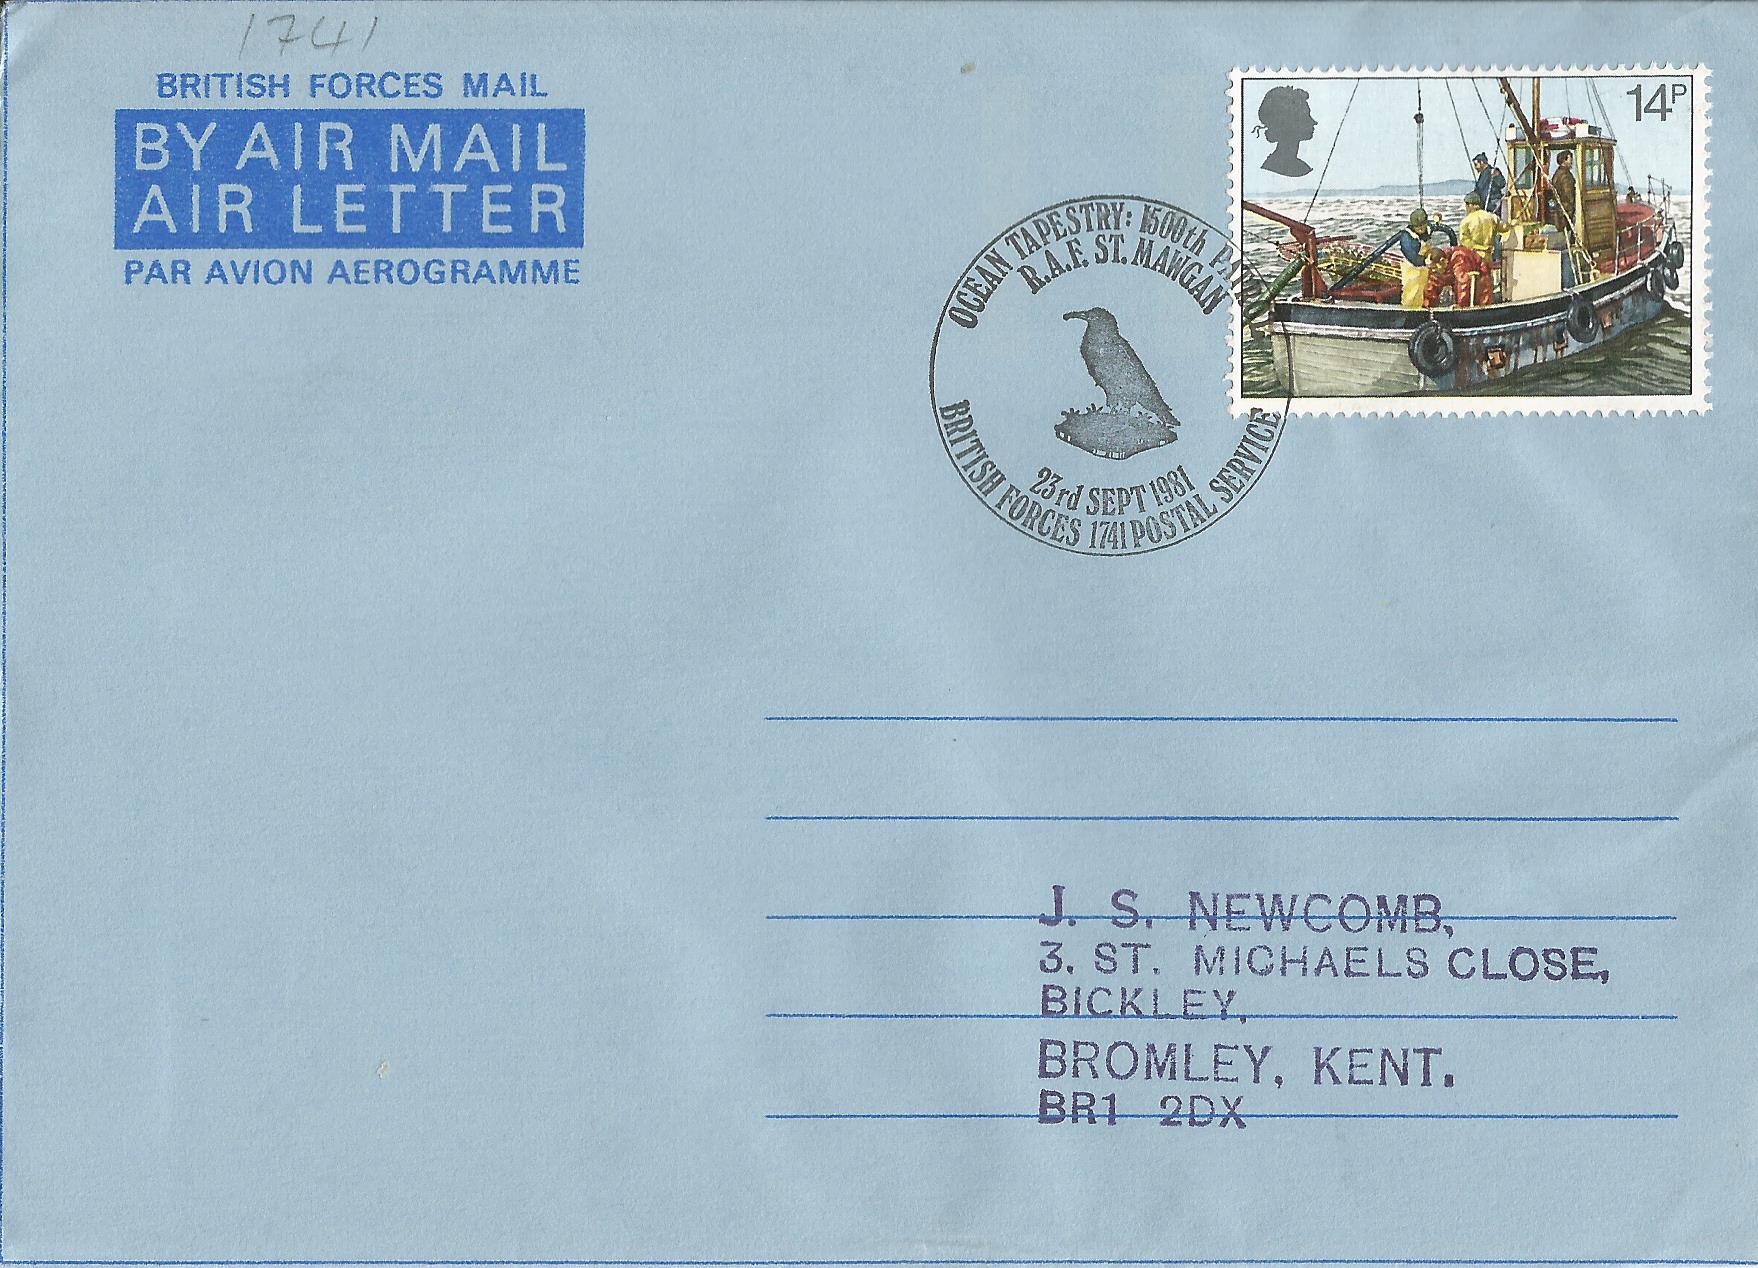 1741
BRITISH FORCES MAIL
BY AIR MAIL
AIR LETTER
PAR AVION AEROGRAMME
14P
OCEAN TAPESTRY: 1500th PATROL
R.A.F. ST. MAWGAN
23rd SEPT 1981
BRITISH FORCES 1741 POSTAL SERVICE
J. S. NEWCOMB,
3. ST. MICHAELS CLOSE,
BICKLEY,
BROMLEY, KENT.
BR1 2DX